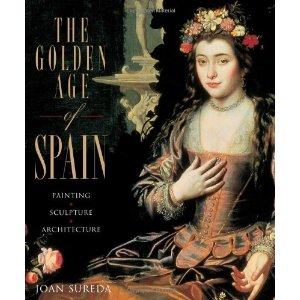 THE
GOLDEN
AGE
of
SPAIN
PAINTING
SCULPTURE
ARCHITECTURE
JOAN SUREDA